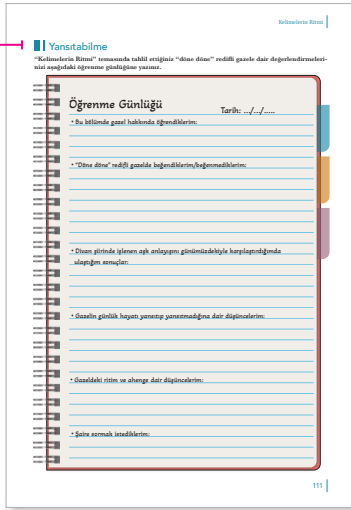 Kelimelerin Ritmi
Yansıtabilme
“Kelimelerin Ritmi” temasında tahlil ettiğiniz “döne döne” redifli gazele dair değerlendirmeleri-
nizi aşağıdaki öğrenme günlüğüne yazınız.
Öğrenme Günlüğü
Tarih: .../.../.....
• Bu bölümde gazel hakkında öğrendiklerim:
• “Döne döne” redifli gazelde beğendiklerim/beğenmediklerim:
• Divan şiirinde işlenen aşk anlayışını günümüzdekiyle karşılaştırdığımda
ulaştığım sonuçlar:
• Gazelin günlük hayatı yansıtıp yansıtmadığına dair düşüncelerim:
• Gazeldeki ritim ve ahenge dair düşüncelerim:
• Şaire sormak istediklerim:
111